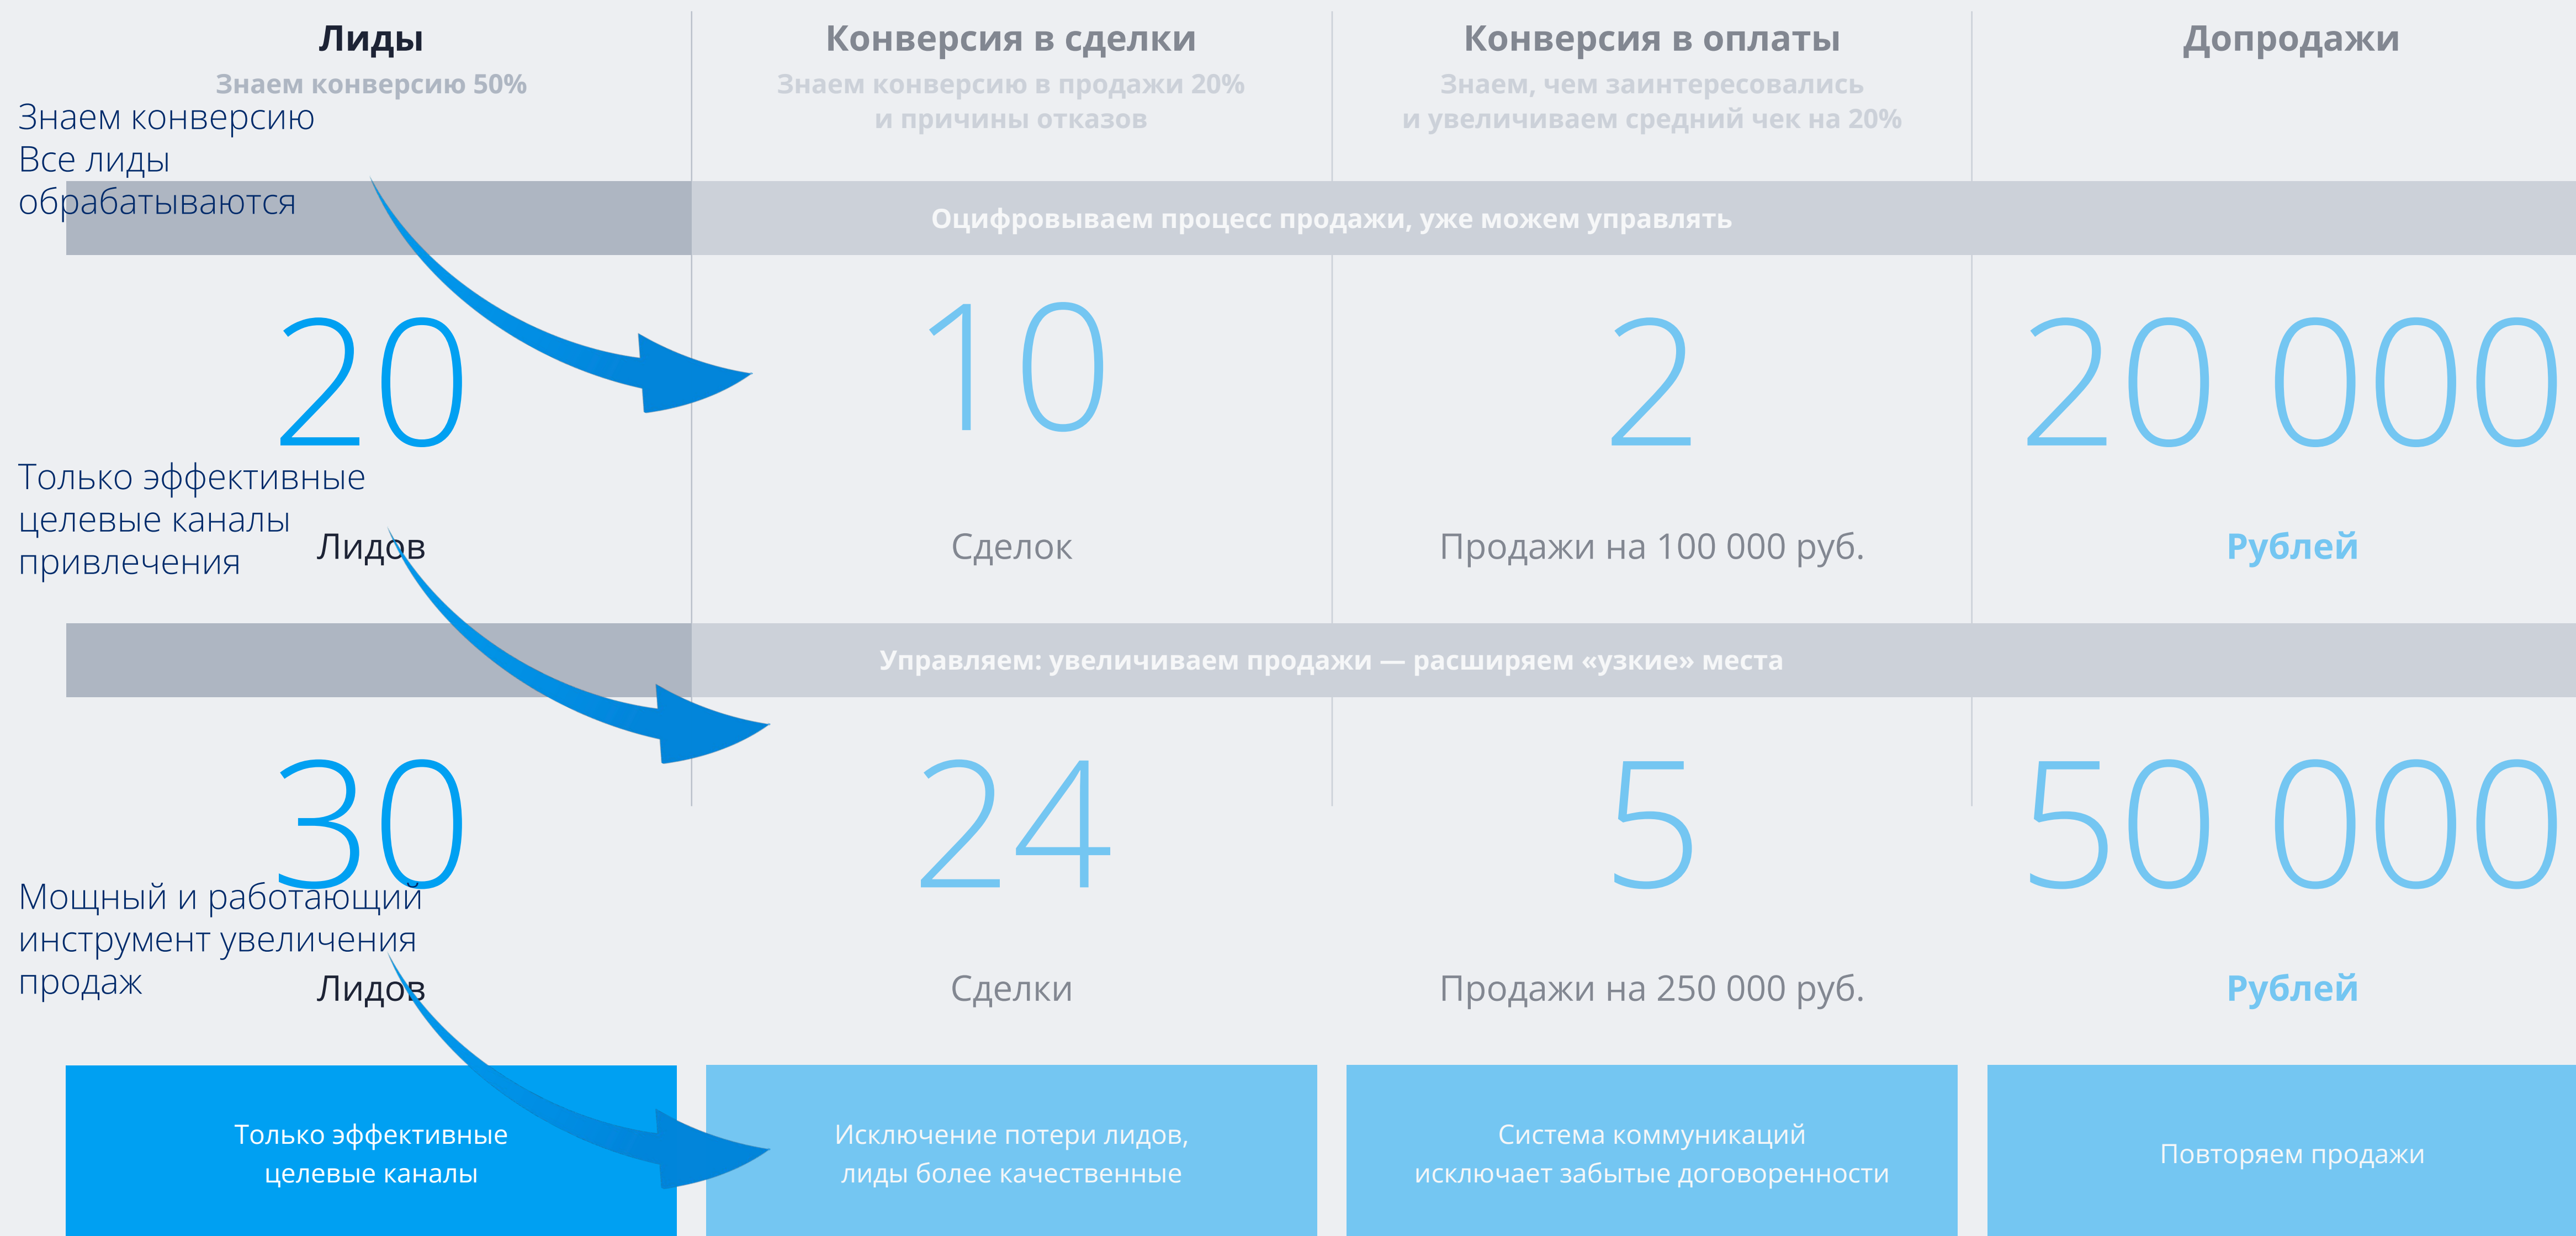 Лиды
Знаем конверсию 50%
Конверсия в сделки
Знаем конверсию в продажи 20%
и причины отказов
Конверсия в оплаты
Знаем, чем заинтересовались
и увеличиваем средний чек на 20%
Допродажи
Знаем конверсию
Все лиды
обрабатываются
Оцифровываем процесс продажи, уже можем управлять
20
10
2
20 000
Только эффективные
целевые каналы
привлечения
Лидов
Сделок
Продажи на 100 000 руб.
Рублей
Управляем: увеличиваем продажи — расширяем «узкие» места
30
24
5
50 000
Мощный и работающий
инструмент увеличения
продаж
Лидов
Сделки
Продажи на 250 000 руб.
Рублей
Только эффективные
целевые каналы
Исключение потери лидов,
лиды более качественные
Система коммуникаций
исключает забытые договоренности
Повторяем продажи